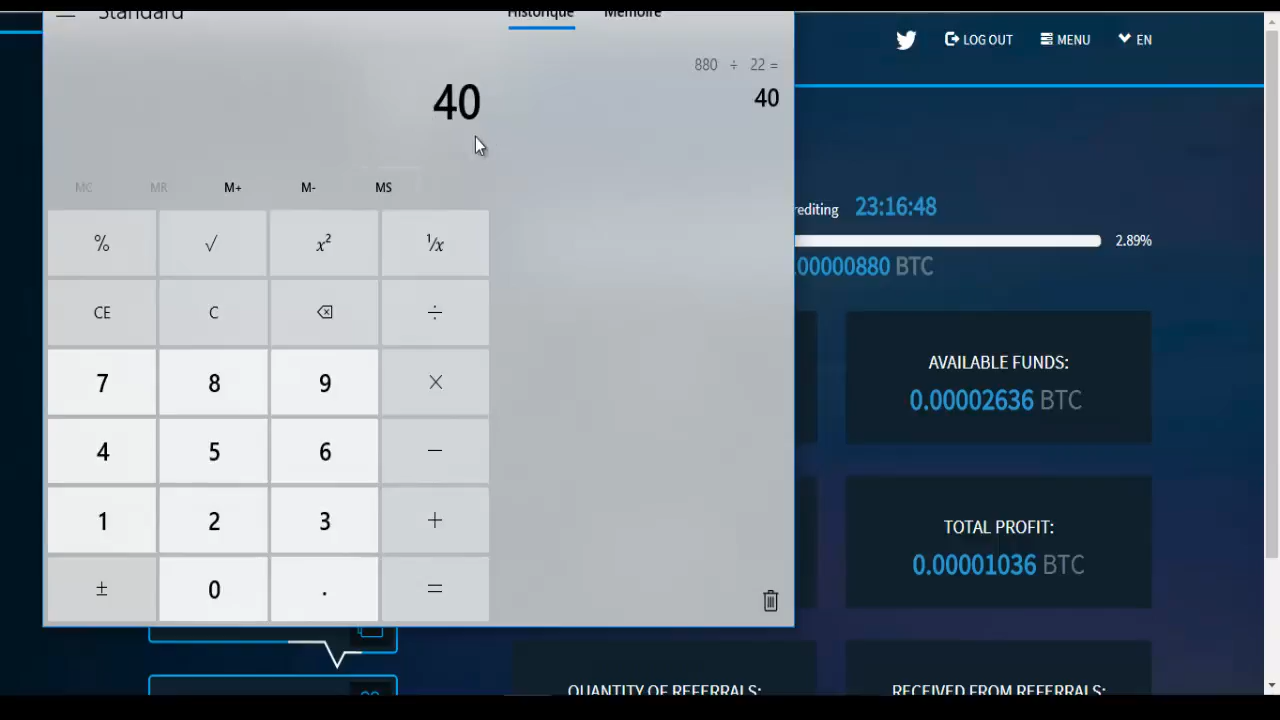 Standard
Historique Mémoire
880 ÷ 22 =
40
40
MC MR M+ M- MS
% √ x² ¹/x
CE C ÷
7 8 9 ×
4 5 6 −
1 2 3 +
± 0 . =
LOG OUT MENU EN
rediting 23:16:48
2.89%
.00000880 BTC
AVAILABLE FUNDS:
0.00002636 BTC
TOTAL PROFIT:
0.00001036 BTC
QUANTITY OF REFERRALS:
RECEIVED FROM REFERRALS: